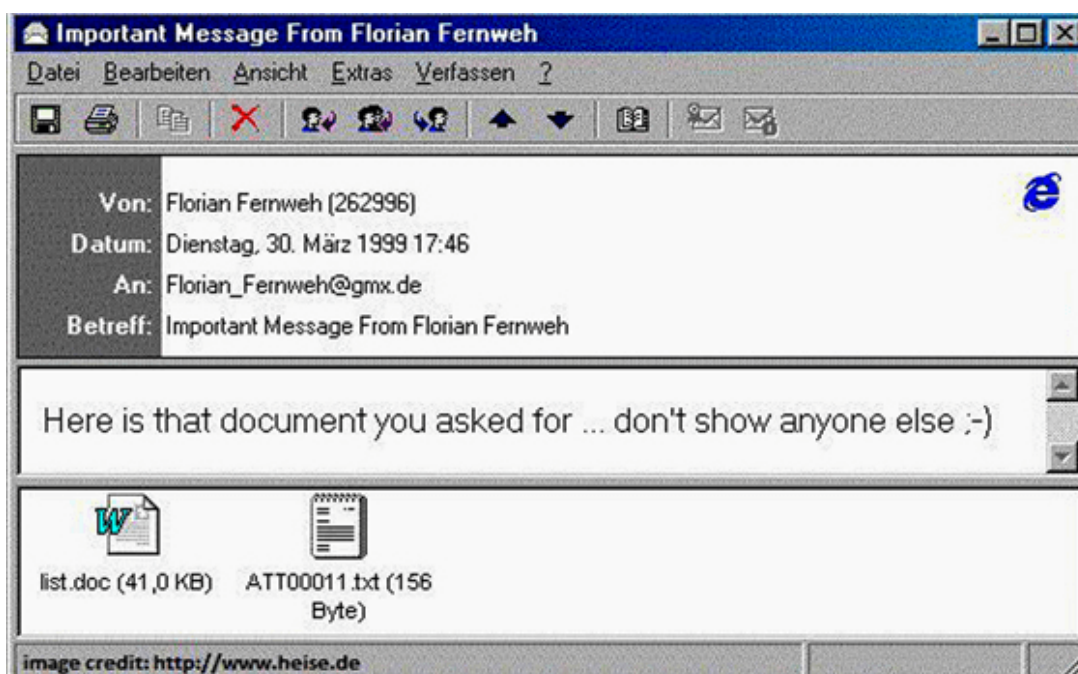 Important Message From Florian Fernweh
Datei Bearbeiten Ansicht Extras Verfassen ?
Von: Florian Fernweh (262996)
Datum: Dienstag, 30. März 1999 17:46
An: Florian_Fernweh@gmx.de
Betreff: Important Message From Florian Fernweh
Here is that document you asked for ... don't show anyone else ;-)
list.doc (41,0 KB) ATT00011.txt (156
Byte)
image credit: http://www.heise.de